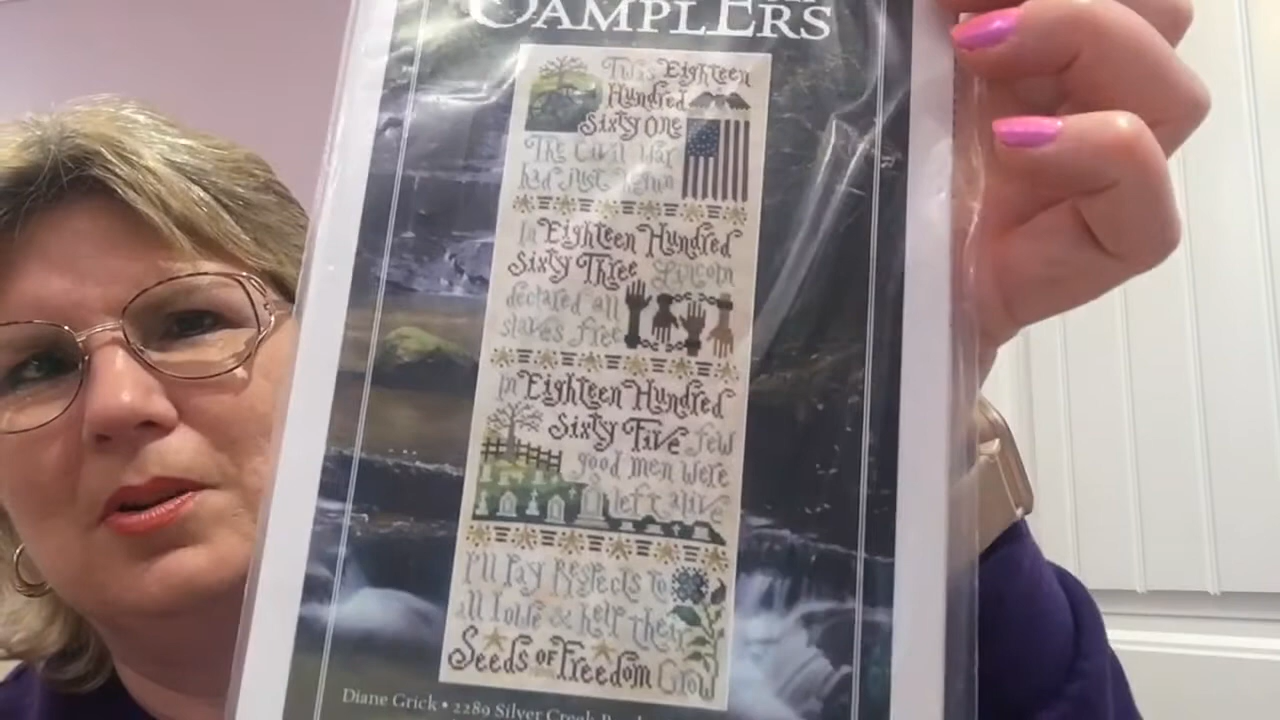 SAMPLERS
Twas Eighteen
Hundred
Sixty One
The Civil War
had just begun
In Eighteen Hundred
Sixty Three Lincoln
declared all
slaves free
In Eighteen Hundred
Sixty Five few
good men were
left alive
I'll Pay Respects to
all I owe & help their
Seeds of Freedom Grow
Diane Grick • 2289 Silver Creek